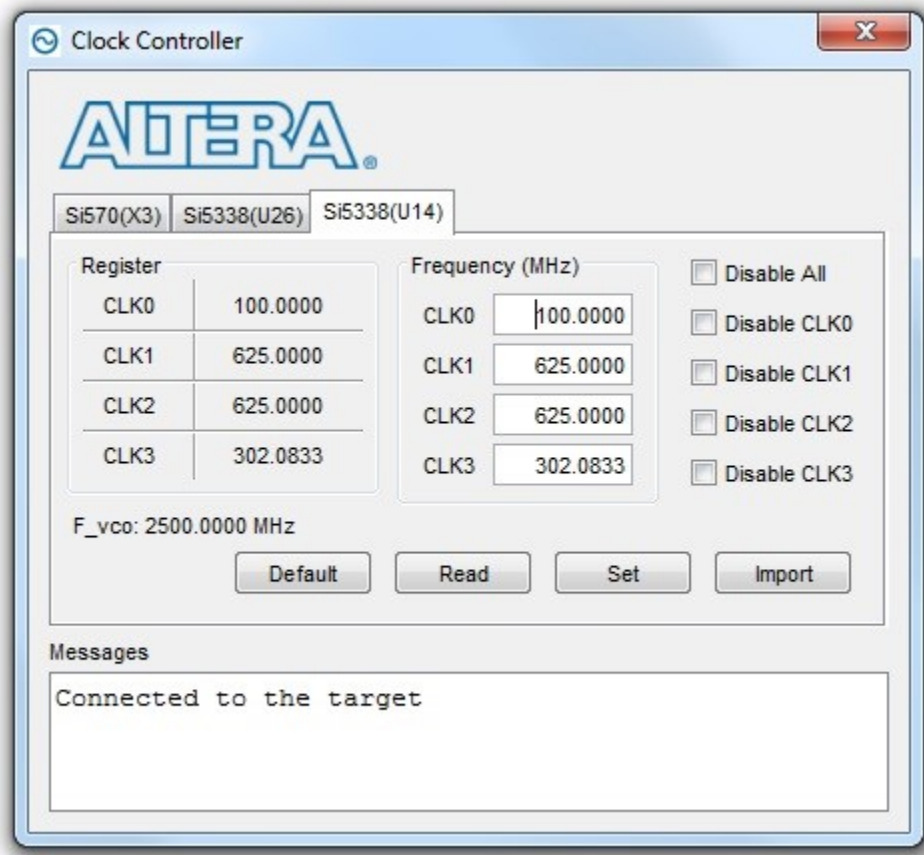 Clock Controller
ALTERA®
Si570(X3) Si5338(U26) Si5338(U14)
Register
CLK0 100.0000
CLK1 625.0000
CLK2 625.0000
CLK3 302.0833
Frequency (MHz)
CLK0 100.0000
CLK1 625.0000
CLK2 625.0000
CLK3 302.0833
Disable All
Disable CLK0
Disable CLK1
Disable CLK2
Disable CLK3
F_vco: 2500.0000 MHz
Default Read Set Import
Messages
Connected to the target